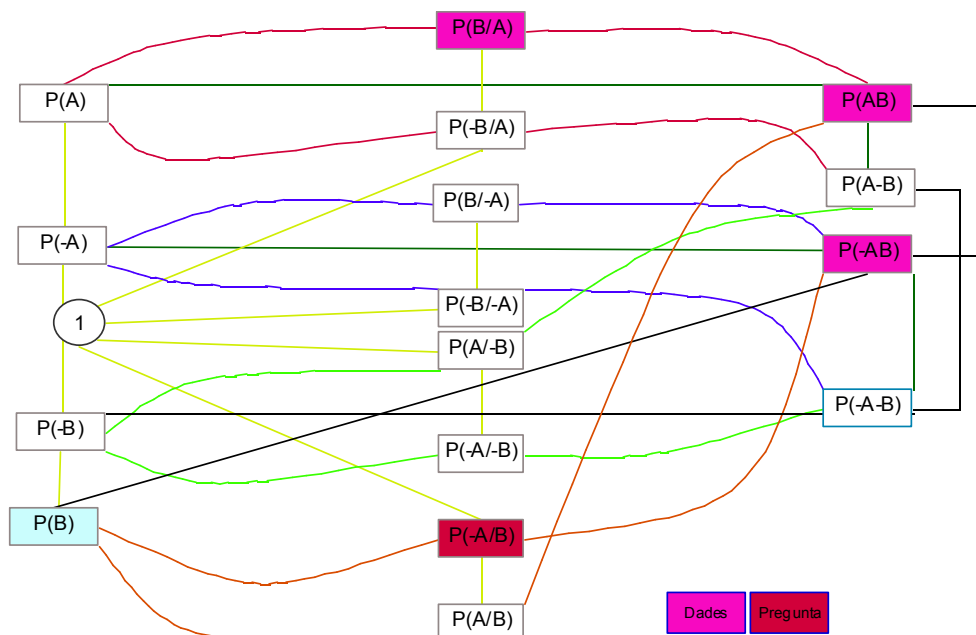 P(B/A)
P(A)
P(AB)
P(-B/A)
P(A-B)
P(B/-A)
P(-A)
P(-AB)
P(-B/-A)
1
P(A/-B)
P(-A-B)
P(-B)
P(-A/-B)
P(B)
P(-A/B)
P(A/B)
Dades
Pregunta